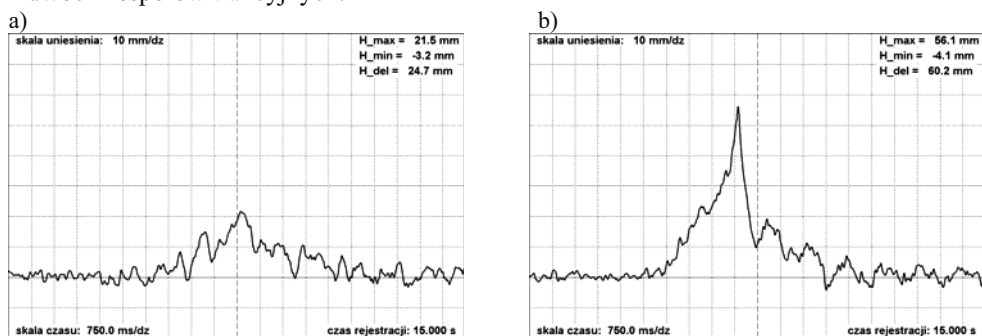 a)
skala uniesienia: 10 mm/dz
H_max = 21.5 mm
H_min = -3.2 mm
H_del = 24.7 mm
skala czasu: 750.0 ms/dz
czas rejestracji: 15.000 s
b)
skala uniesienia: 10 mm/dz
H_max = 56.1 mm
H_min = -4.1 mm
H_del = 60.2 mm
skala czasu: 750.0 ms/dz
czas rejestracji: 15.000 s